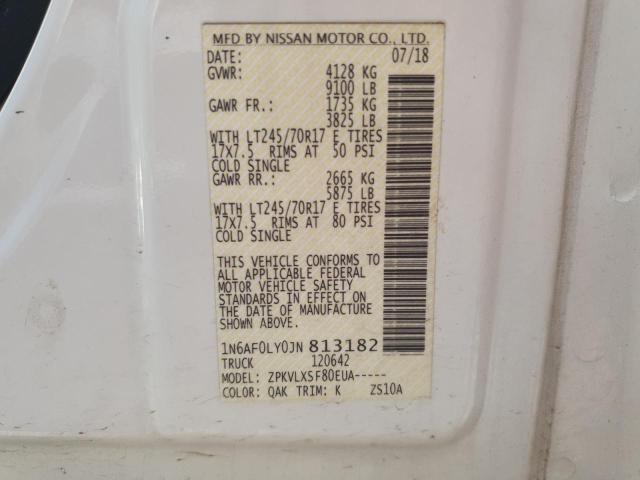 MFD BY NISSAN MOTOR CO., LTD.
DATE: 07/18
GVWR: 4128 KG
9100 LB
GAWR FR.: 1735 KG
3825 LB
WITH LT245/70R17 E TIRES
17X7.5 RIMS AT 50 PSI
COLD SINGLE
GAWR RR.: 2665 KG
5875 LB
WITH LT245/70R17 E TIRES
17X7.5 RIMS AT 80 PSI
COLD SINGLE
THIS VEHICLE CONFORMS TO
ALL APPLICABLE FEDERAL
MOTOR VEHICLE SAFETY
STANDARDS IN EFFECT ON
THE DATE OF MANUFACTURE
SHOWN ABOVE.
1N6AF0LY0JN 813182
TRUCK 120642
MODEL: ZPKVLXSF80EUA-----
COLOR: QAK TRIM: K ZS10A